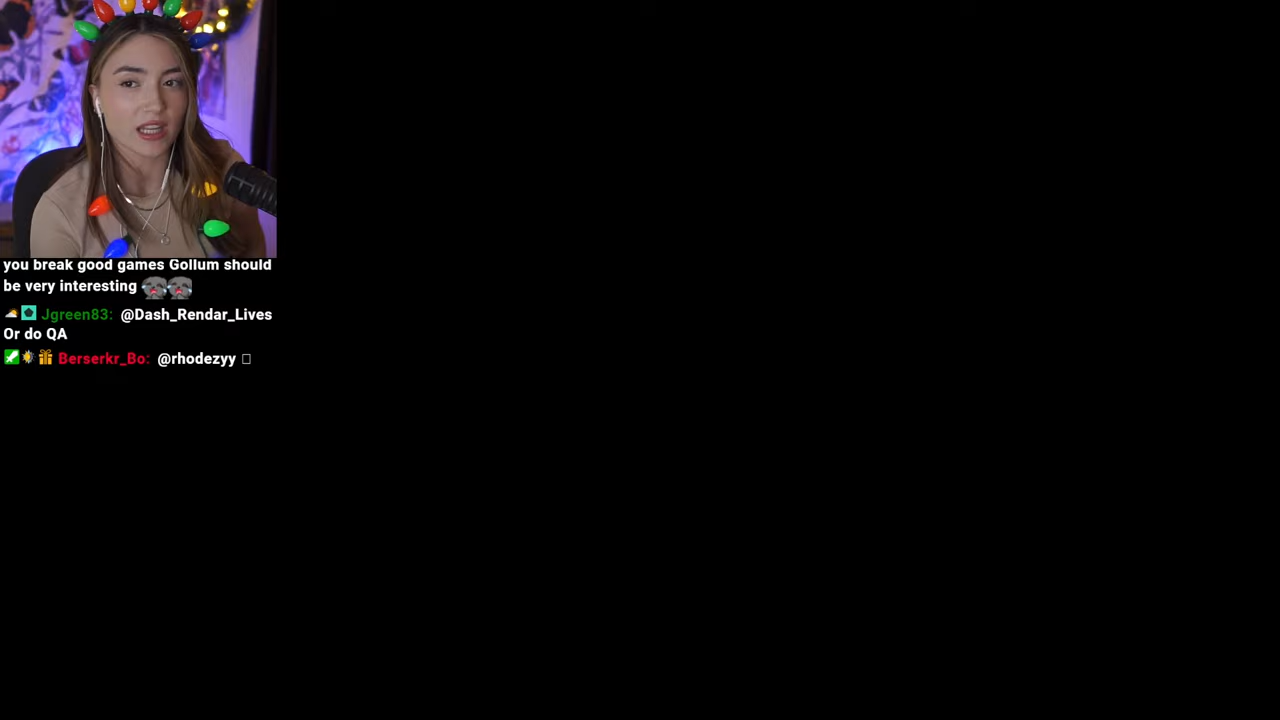 you break good games Gollum should
be very interesting
Jgreen83: @Dash_Rendar_Lives
Or do QA
Berserkr_Bo: @rhodezyy